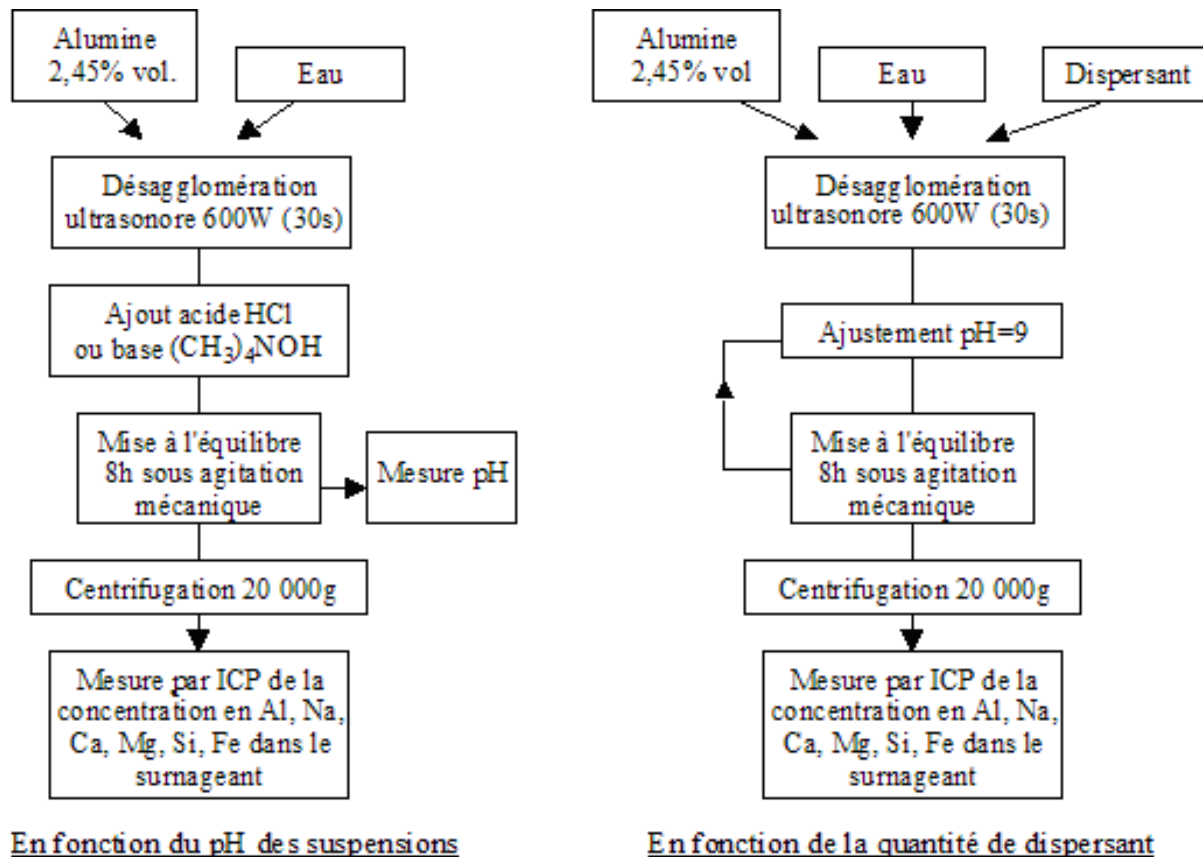 Alumine
2,45% vol.
Eau
Désagglomération
ultrasonore 600W (30s)
Ajout acide HCl
ou base (CH3)4NOH
Mise à l'équilibre
8h sous agitation
mécanique
Mesure pH
Centrifugation 20 000g
Mesure par ICP de la
concentration en Al, Na,
Ca, Mg, Si, Fe dans le
surnageant
En fonction du pH des suspensions
Alumine
2,45% vol
Eau
Dispersant
Désagglomération
ultrasonore 600W (30s)
Ajustement pH=9
Mise à l'équilibre
8h sous agitation
mécanique
Centrifugation 20 000g
Mesure par ICP de la
concentration en Al, Na,
Ca, Mg, Si, Fe dans le
surnageant
En fonction de la quantité de dispersant